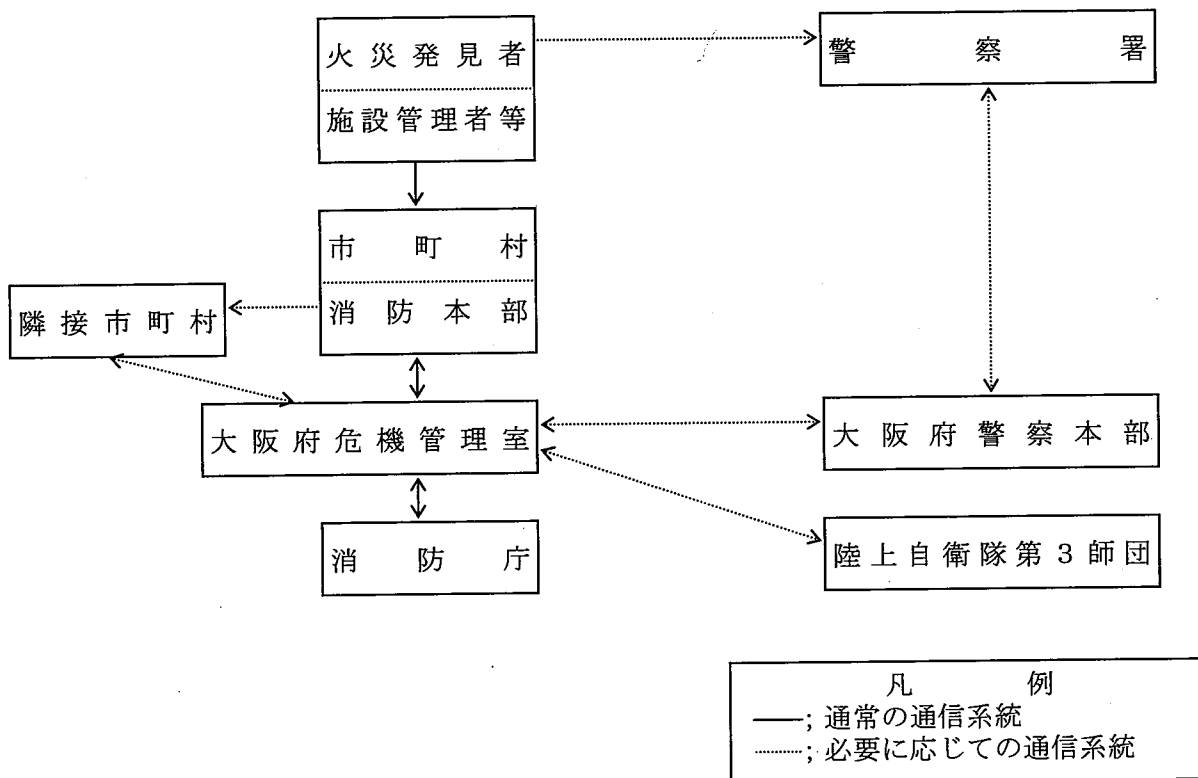 火災発見者
警察署
施設管理者等
市町村
消防本部
隣接市町村
大阪府危機管理室
大阪府警察本部
消防庁
陸上自衛隊第3師団
凡例
――; 通常の通信系統
………; 必要に応じての通信系統